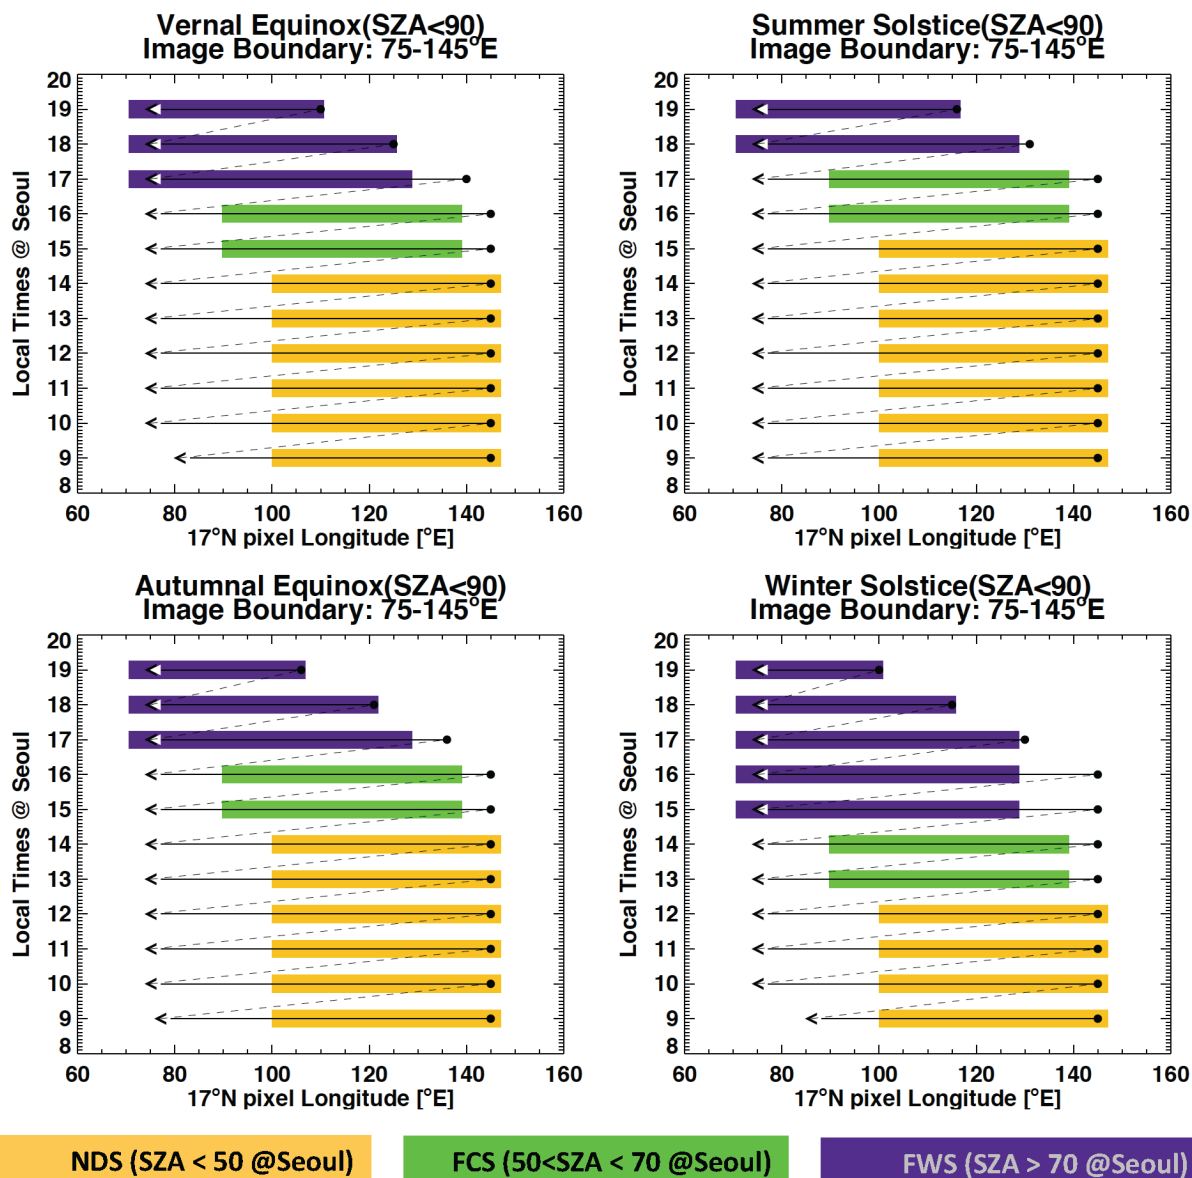 Vernal Equinox(SZA<90)
Image Boundary: 75-145°E
Local Times @ Seoul
20
19
18
17
16
15
14
13
12
11
10
9
8
60 80 100 120 140 160
17°N pixel Longitude [°E]
Summer Solstice(SZA<90)
Image Boundary: 75-145°E
Local Times @ Seoul
20
19
18
17
16
15
14
13
12
11
10
9
8
60 80 100 120 140 160
17°N pixel Longitude [°E]
Autumnal Equinox(SZA<90)
Image Boundary: 75-145°E
Local Times @ Seoul
20
19
18
17
16
15
14
13
12
11
10
9
8
60 80 100 120 140 160
17°N pixel Longitude [°E]
Winter Solstice(SZA<90)
Image Boundary: 75-145°E
Local Times @ Seoul
20
19
18
17
16
15
14
13
12
11
10
9
8
60 80 100 120 140 160
17°N pixel Longitude [°E]
NDS (SZA < 50 @Seoul)
FCS (50<SZA < 70 @Seoul)
FWS (SZA > 70 @Seoul)